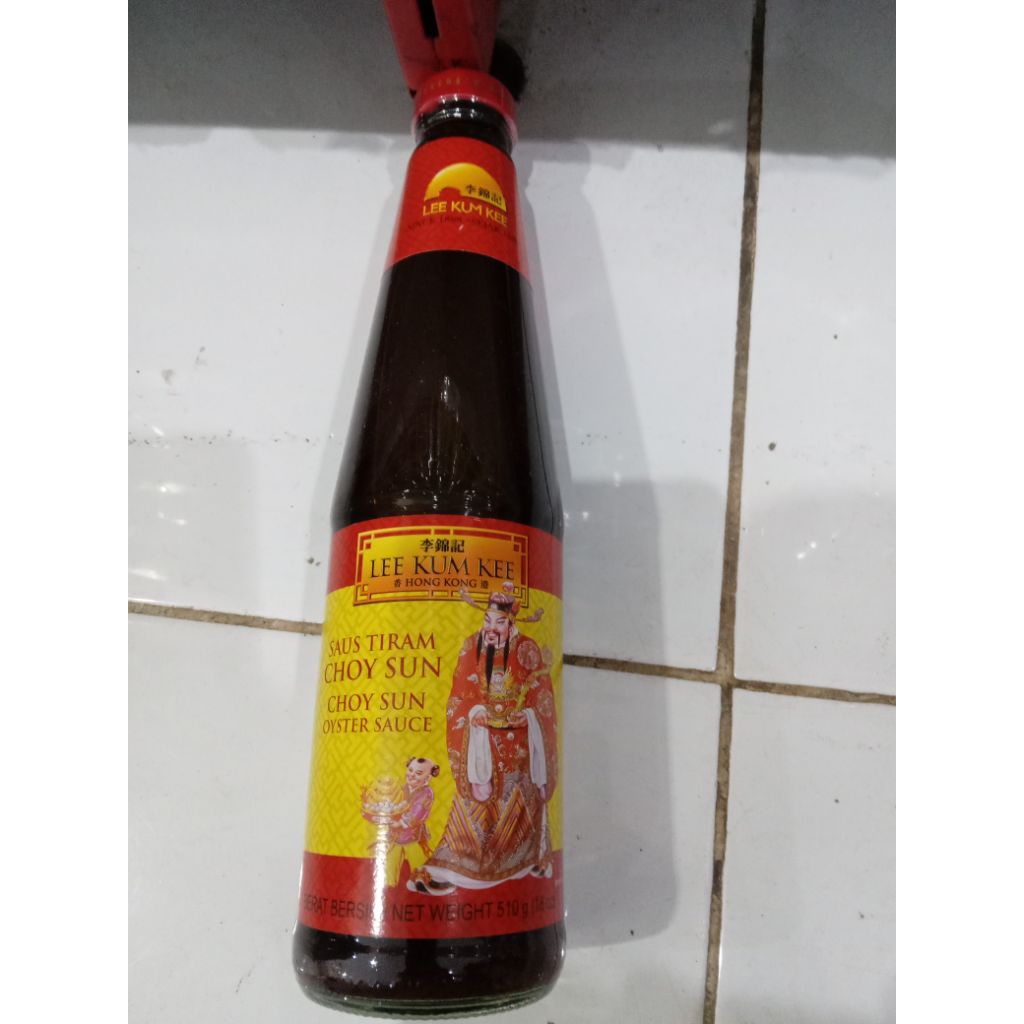 李錦記
LEE KUM KEE
李錦記
LEE KUM KEE
香 HONG KONG 港
SAUS TIRAM
CHOY SUN
CHOY SUN
OYSTER SAUCE
NET WEIGHT 510 g